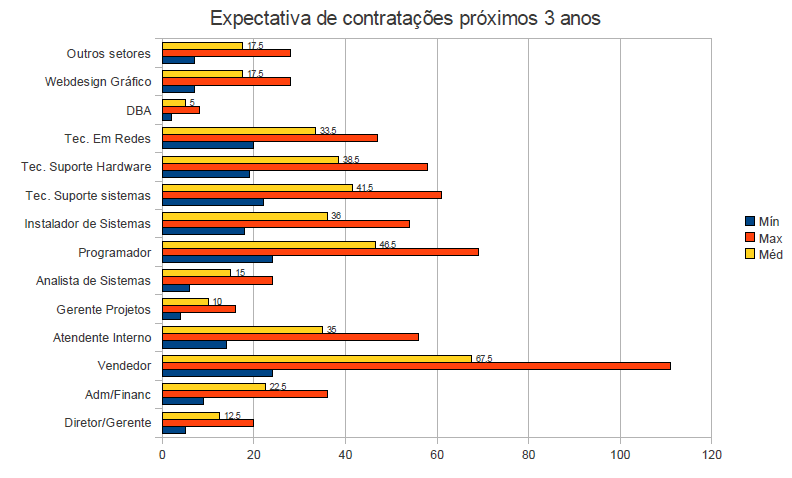 Expectativa de contratações próximos 3 anos
Outros setores
17.5
Webdesign Gráfico
17.5
DBA
5
Tec. Em Redes
33.5
Tec. Suporte Hardware
38.5
Tec. Suporte sistemas
41.5
Instalador de Sistemas
36
Programador
46.5
Analista de Sistemas
15
Gerente Projetos
10
Atendente Interno
35
Vendedor
67.5
Adm/Financ
22.5
Diretor/Gerente
12.5
0 20 40 60 80 100 120
Mín
Max
Méd